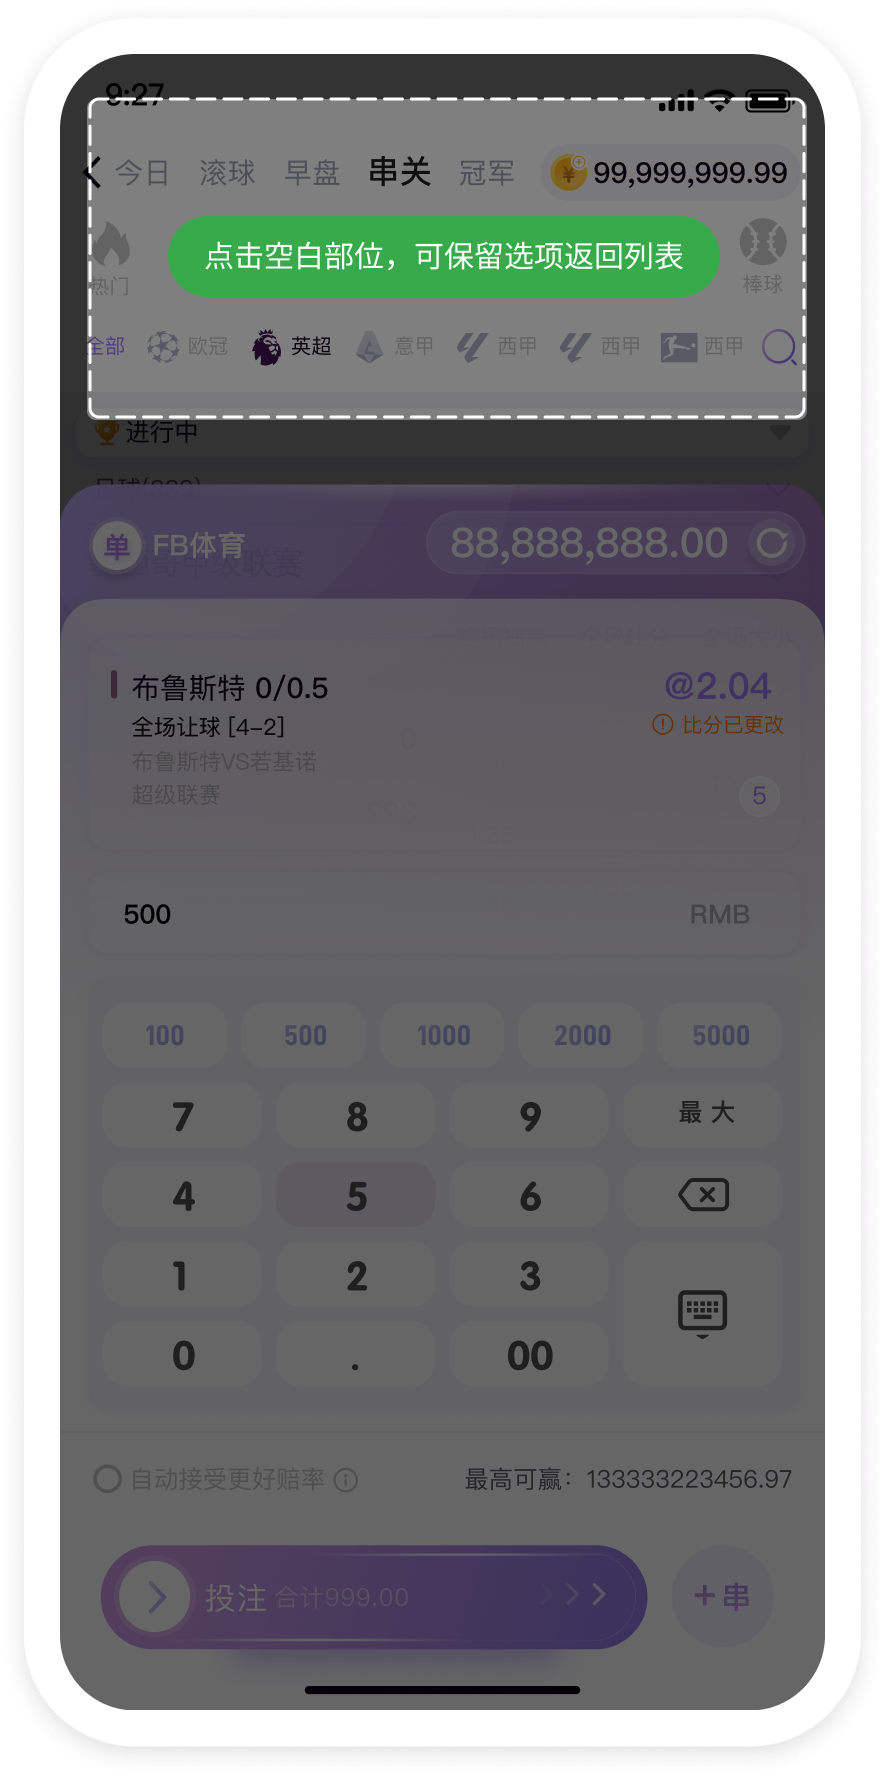 9:27
今日 滚球 早盘 串关 冠军 ¥ 99,999,999.99
点击空白部位，可保留选项返回列表
热门 棒球
全部 欧冠 英超 意甲 西甲 西甲 西甲
进行中
足球(999)
单 FB体育 88,888,888.00
甲级联赛
布鲁斯特 0/0.5 @2.04
全场让球 [4-2] 比分已更改
布鲁斯特VS若基诺
超级联赛 5
500 RMB
100 500 1000 2000 5000
7 8 9 最大
4 5 6
1 2 3
0 . 00
自动接受更好赔率 最高可赢：133333223456.97
投注 合计999.00 +串